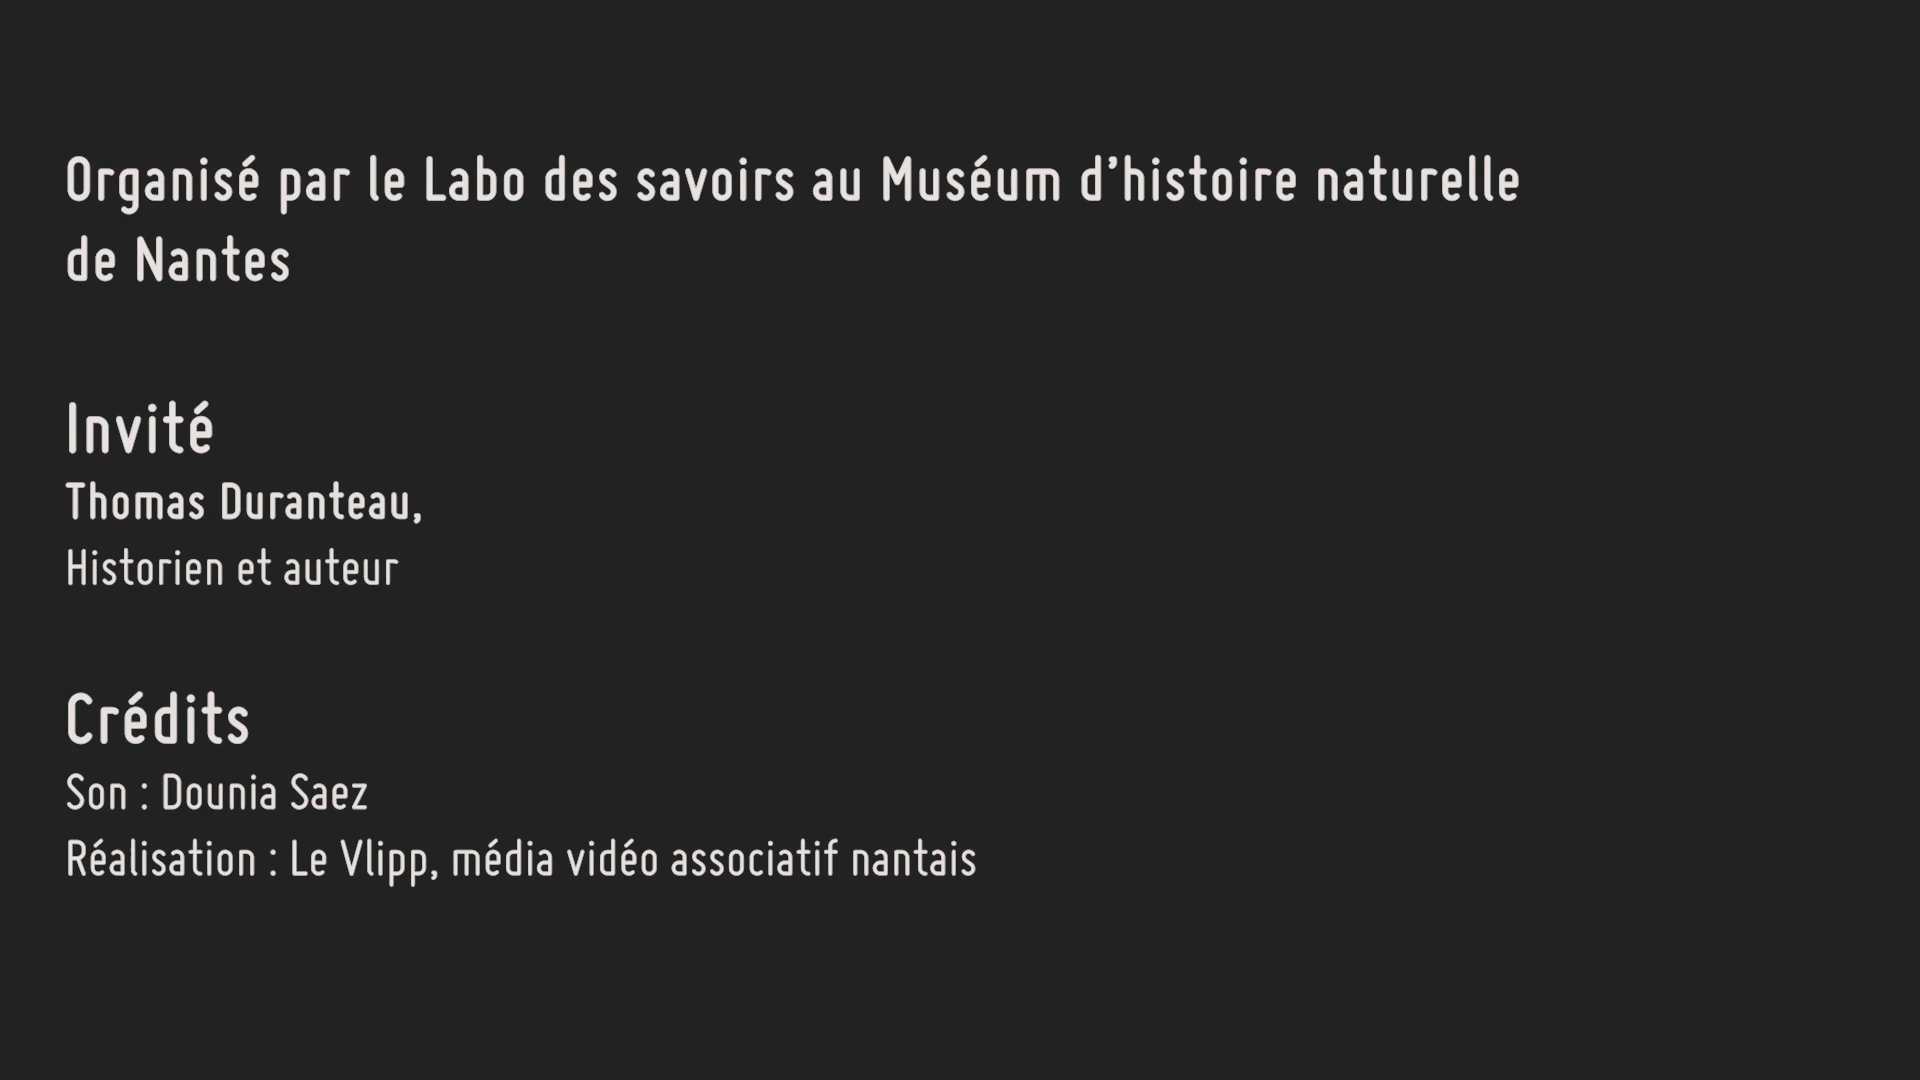 Organisé par le Labo des savoirs au Muséum d’histoire naturelle
de Nantes
Invité
Thomas Duranteau,
Historien et auteur
Crédits
Son : Dounia Saez
Réalisation : Le Vlipp, média vidéo associatif nantais